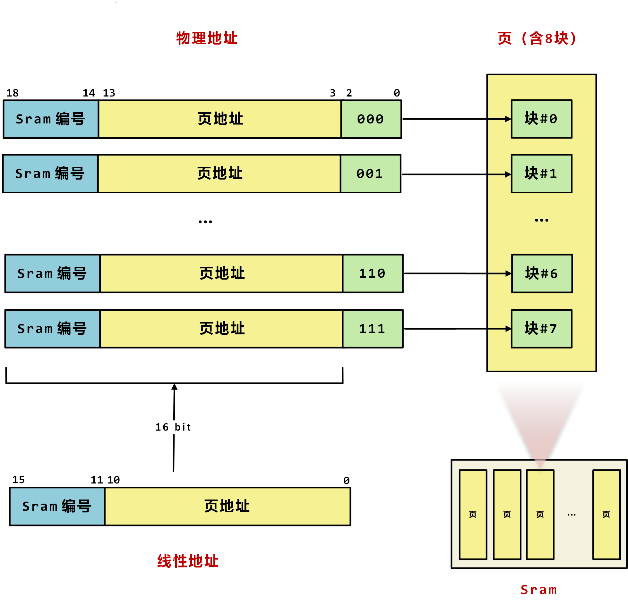 物理地址 页（含8块）
18 14 13 3 2 0
Sram 编号 页地址 000 块#0
Sram 编号 页地址 001 块#1
... ...
Sram 编号 页地址 110 块#6
Sram 编号 页地址 111 块#7
16 bit
15 11 10 0
Sram 编号 页地址
线性地址
页 页 页 ... 页
Sram